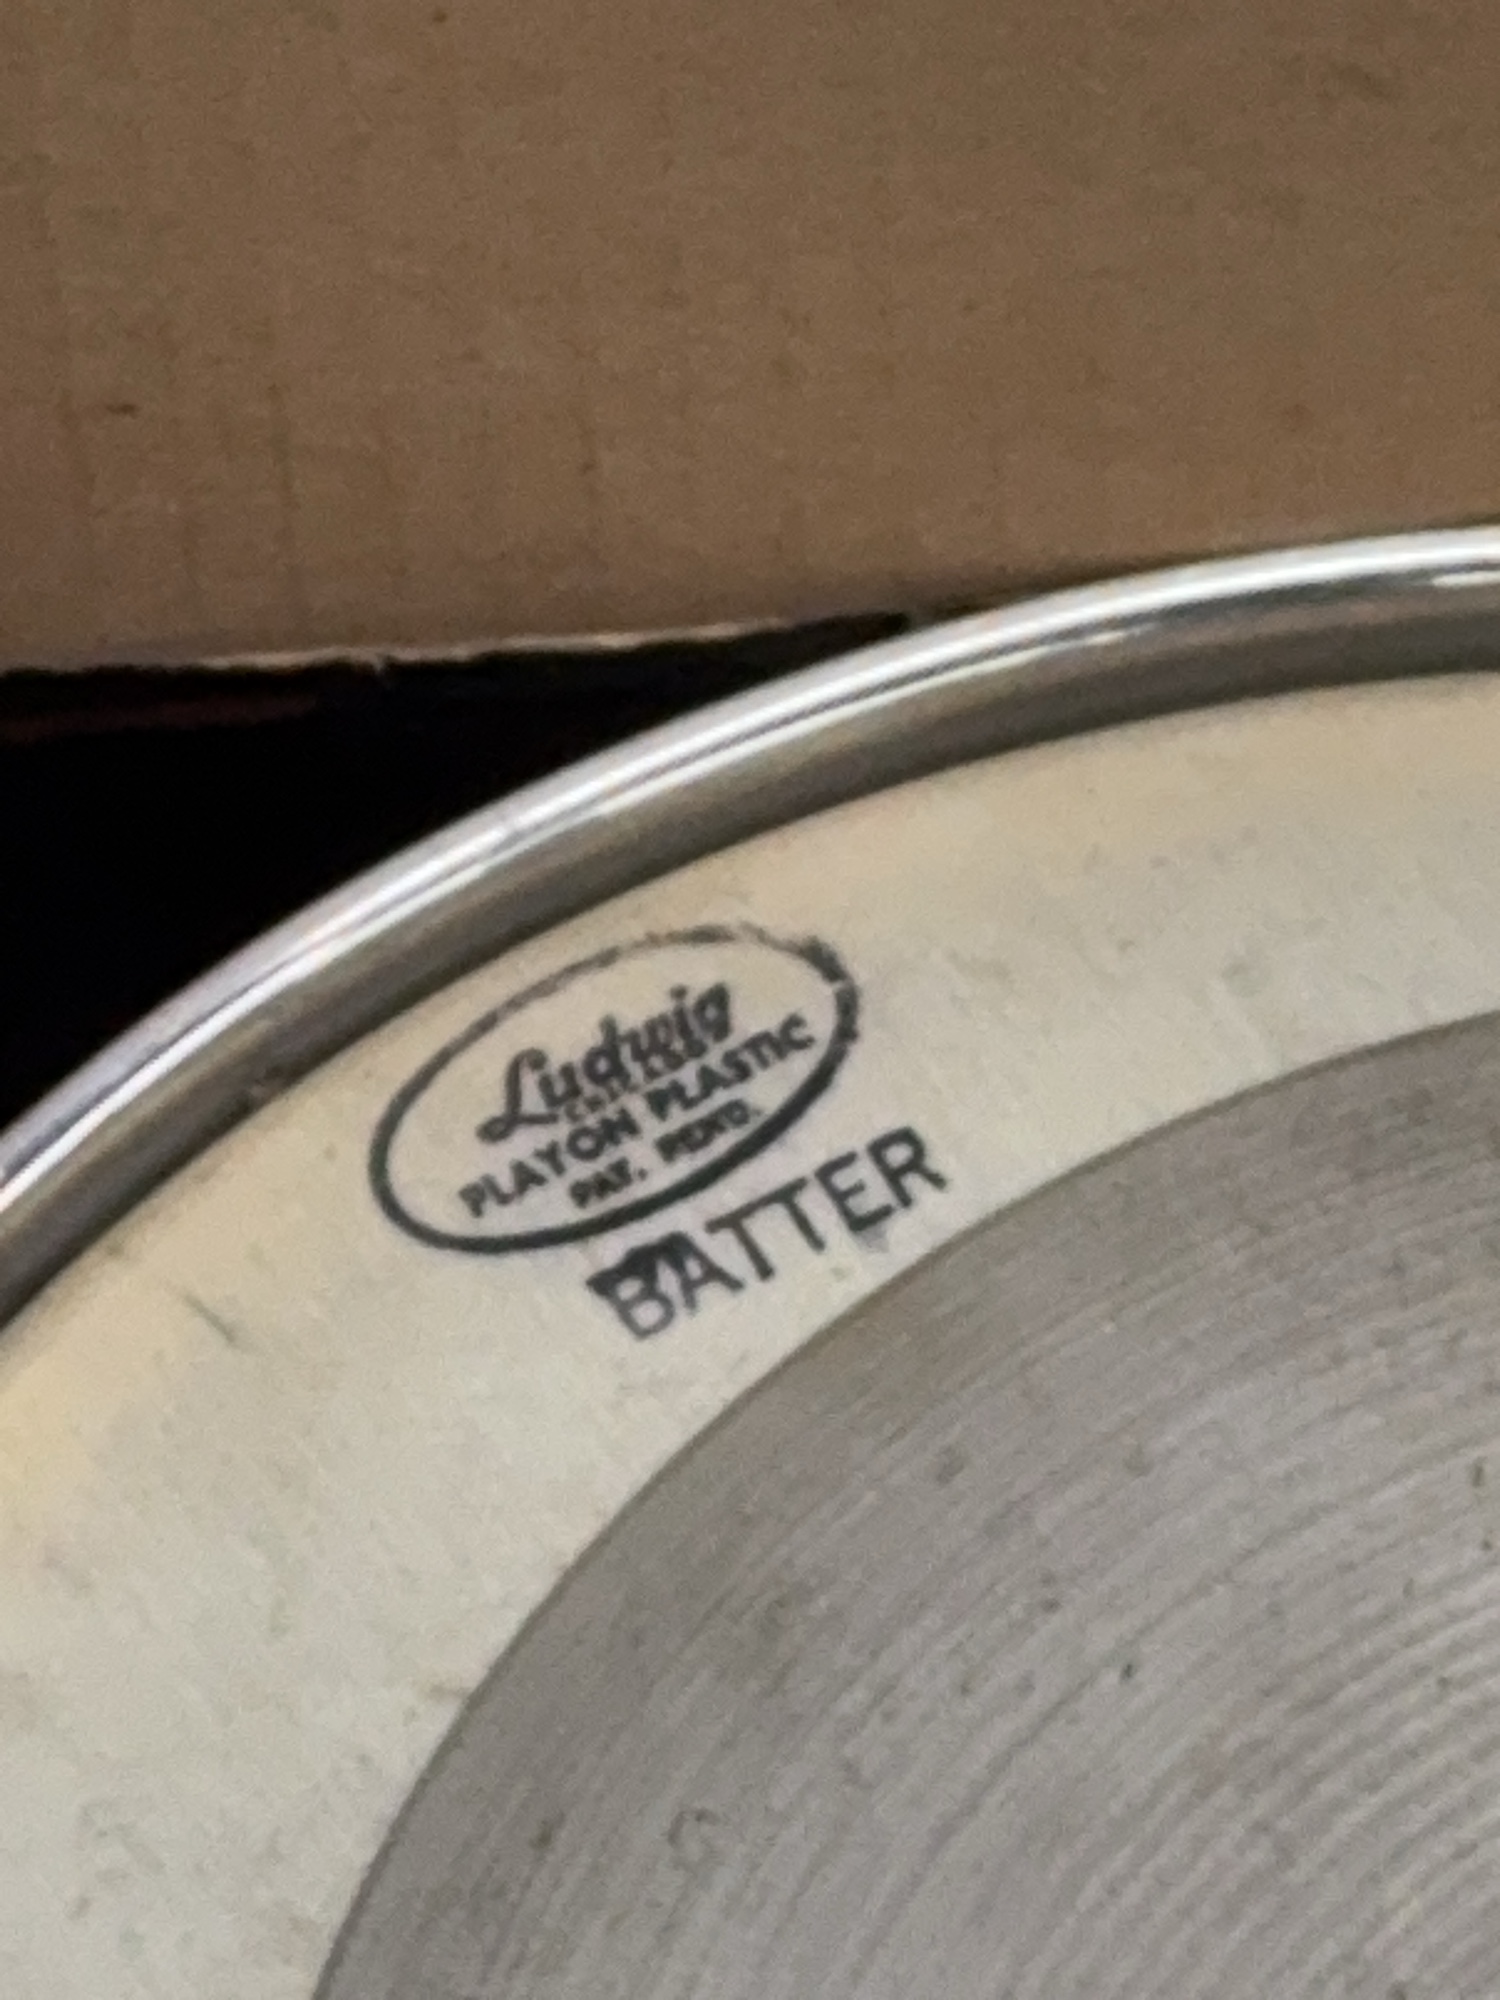 Ludwig
CHICAGO
PLAYON PLASTIC
PAT. PEND.
BATTER